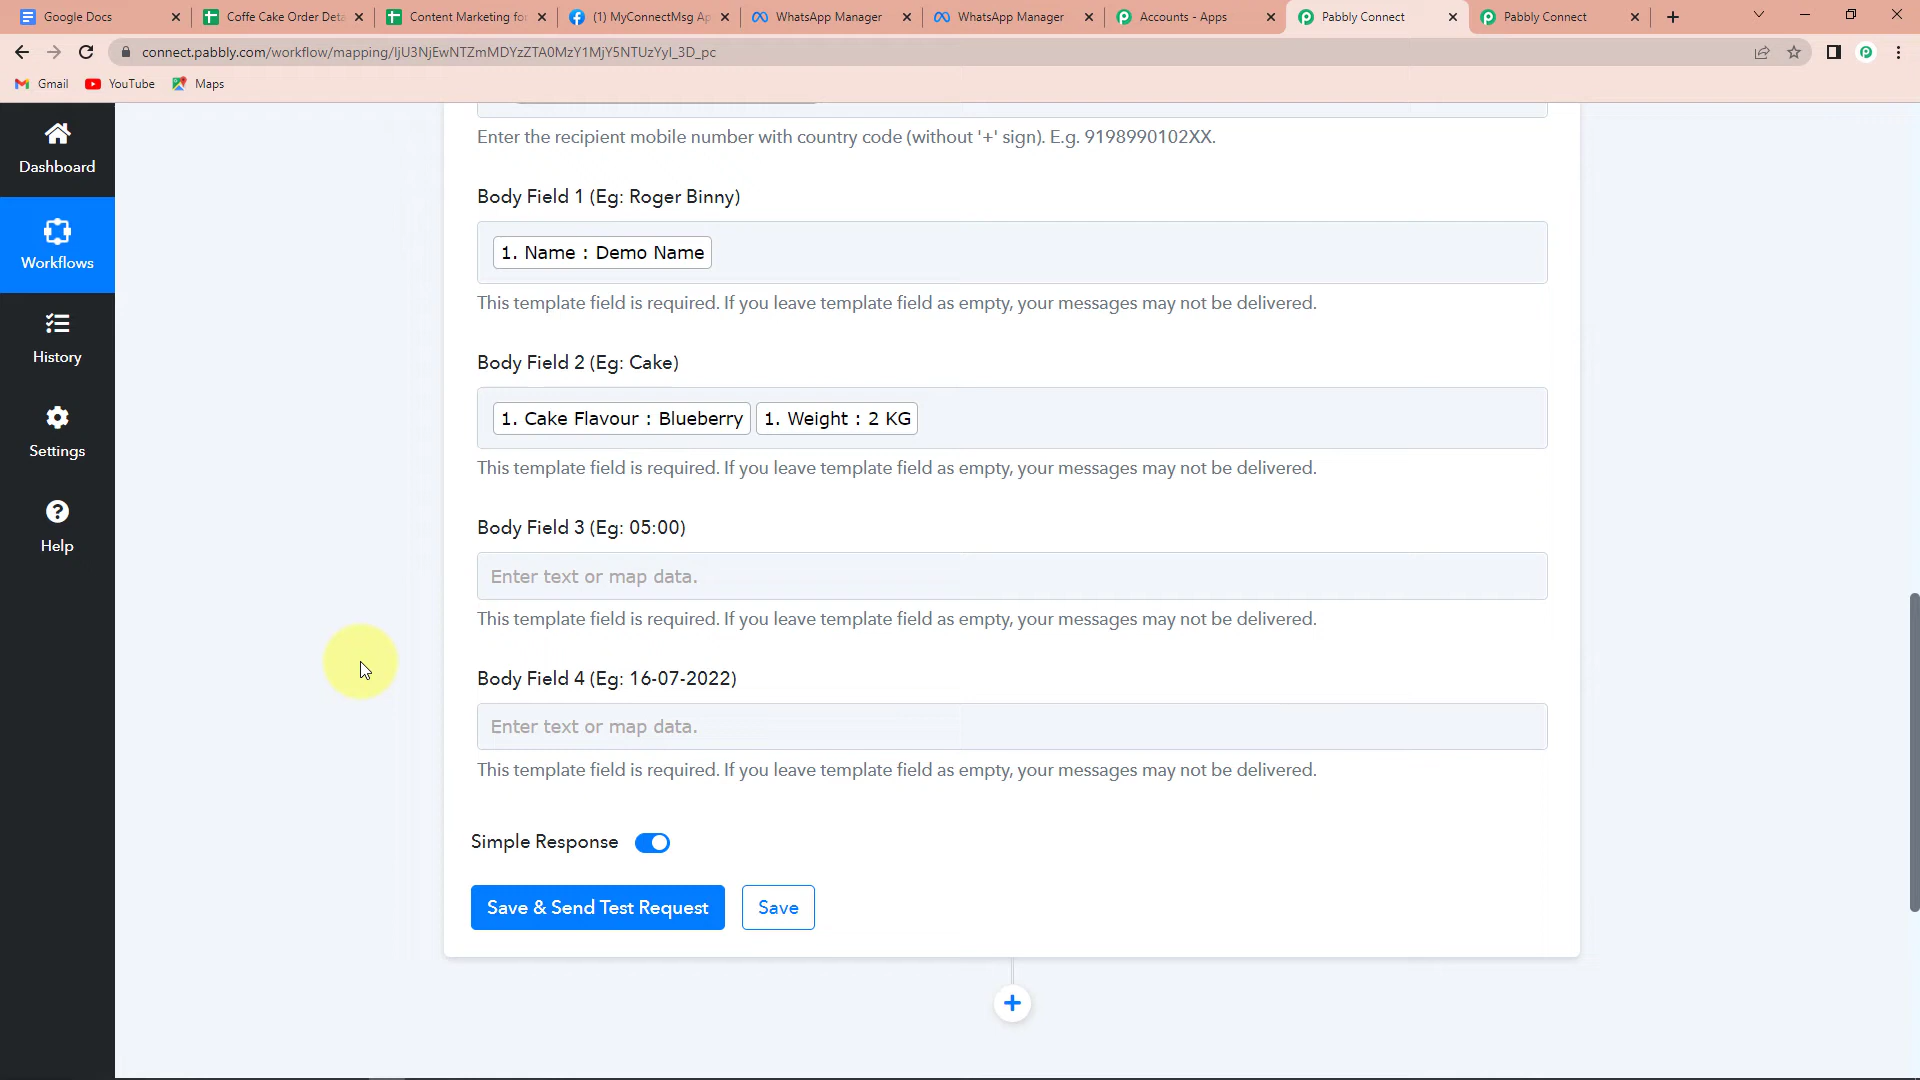 Google Docs
Coffe Cake Order Deta
Content Marketing for
(1) MyConnectMsg Ap
WhatsApp Manager
WhatsApp Manager
Accounts - Apps
Pabbly Connect
Pabbly Connect
connect.pabbly.com/workflow/mapping/IjU3NjEwNTZmMDYzZTA0MzY1MjY5NTUzYyI_3D_pc
Gmail
YouTube
Maps
Dashboard
Workflows
History
Settings
Help
Enter the recipient mobile number with country code (without '+' sign). E.g. 9198990102XX.
Body Field 1 (Eg: Roger Binny)
1. Name : Demo Name
This template field is required. If you leave template field as empty, your messages may not be delivered.
Body Field 2 (Eg: Cake)
1. Cake Flavour : Blueberry 1. Weight : 2 KG
This template field is required. If you leave template field as empty, your messages may not be delivered.
Body Field 3 (Eg: 05:00)
Enter text or map data.
This template field is required. If you leave template field as empty, your messages may not be delivered.
Body Field 4 (Eg: 16-07-2022)
Enter text or map data.
This template field is required. If you leave template field as empty, your messages may not be delivered.
Simple Response
Save & Send Test Request
Save